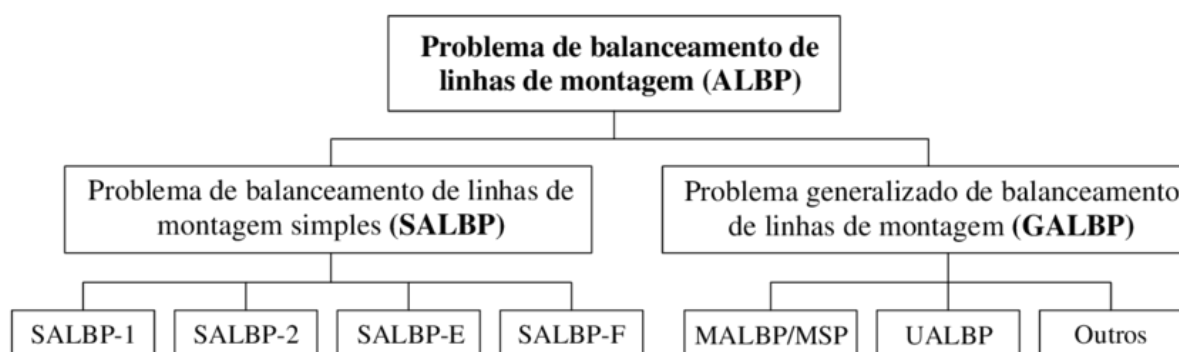 Problema de balanceamento de
linhas de montagem (ALBP)
Problema de balanceamento de linhas de
montagem simples (SALBP)
Problema generalizado de balanceamento
de linhas de montagem (GALBP)
SALBP-1
SALBP-2
SALBP-E
SALBP-F
MALBP/MSP
UALBP
Outros